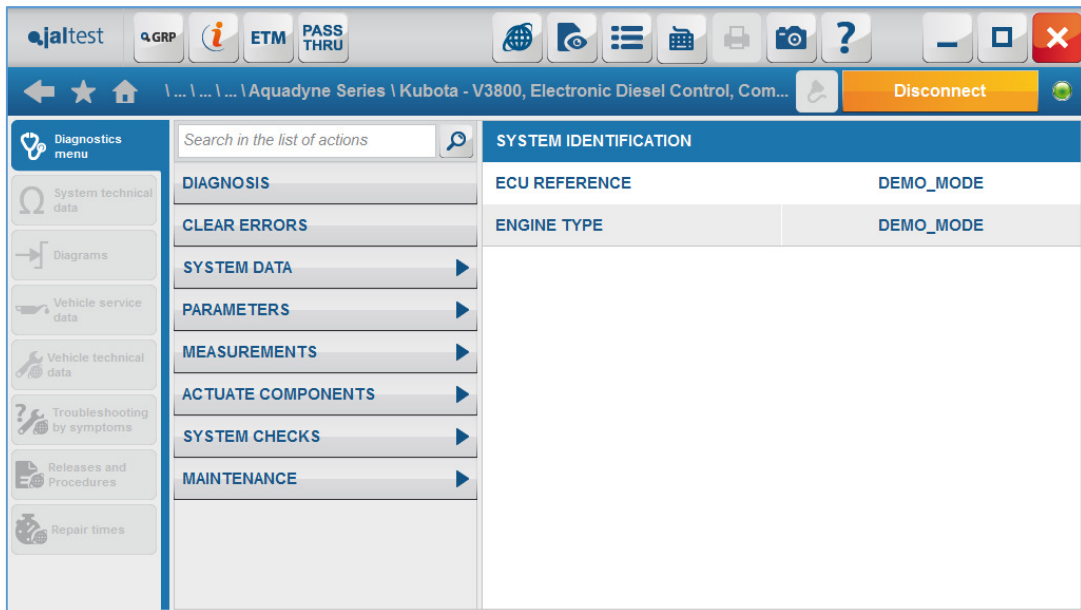 jaltest
GRP
i
ETM
PASS
THRU
?
\ ... \ ... \ ... \ Aquadyne Series \ Kubota - V3800, Electronic Diesel Control, Com...
Disconnect
Diagnostics
menu
System technical
data
Diagrams
Vehicle service
data
Vehicle technical
data
Troubleshooting
by symptoms
Releases and
Procedures
Repair times
Search in the list of actions
DIAGNOSIS
CLEAR ERRORS
SYSTEM DATA
PARAMETERS
MEASUREMENTS
ACTUATE COMPONENTS
SYSTEM CHECKS
MAINTENANCE
SYSTEM IDENTIFICATION
ECU REFERENCE DEMO_MODE
ENGINE TYPE DEMO_MODE